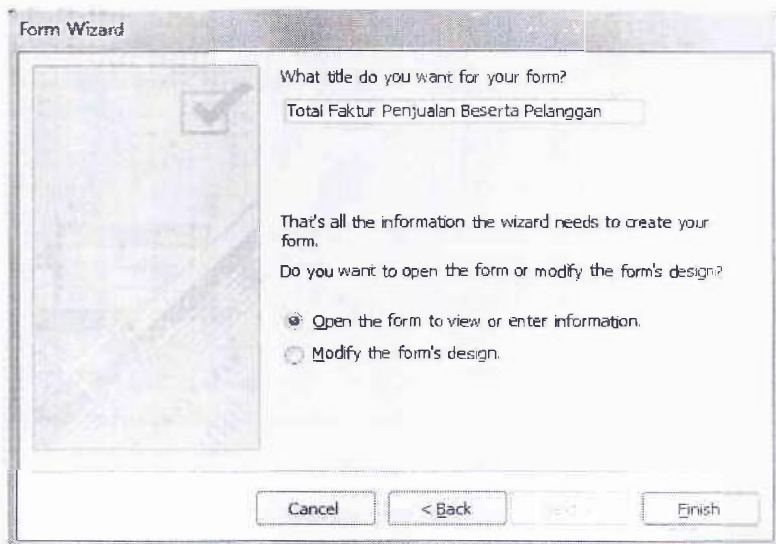 Form Wizard
What title do you want for your form?
Total Faktur Penjualan Beserta Pelanggan
That's all the information the wizard needs to create your
form.
Do you want to open the form or modify the form's design?
Open the form to view or enter information.
Modify the form's design.
Cancel
< Back
Finish